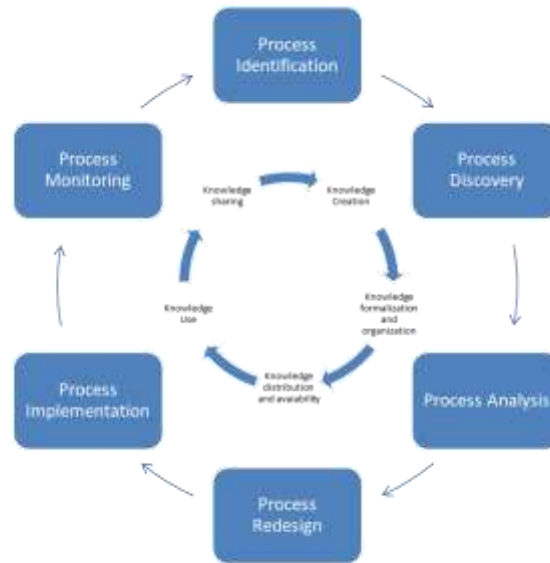 Process
Identification
Process
Discovery
Process Analysis
Process
Redesign
Process
Implementation
Process
Monitoring
Knowledge
sharing
Knowledge
Creation
Knowledge
formalization
and
organization
Knowledge
distribution
and avaiability
Knowledge
Use